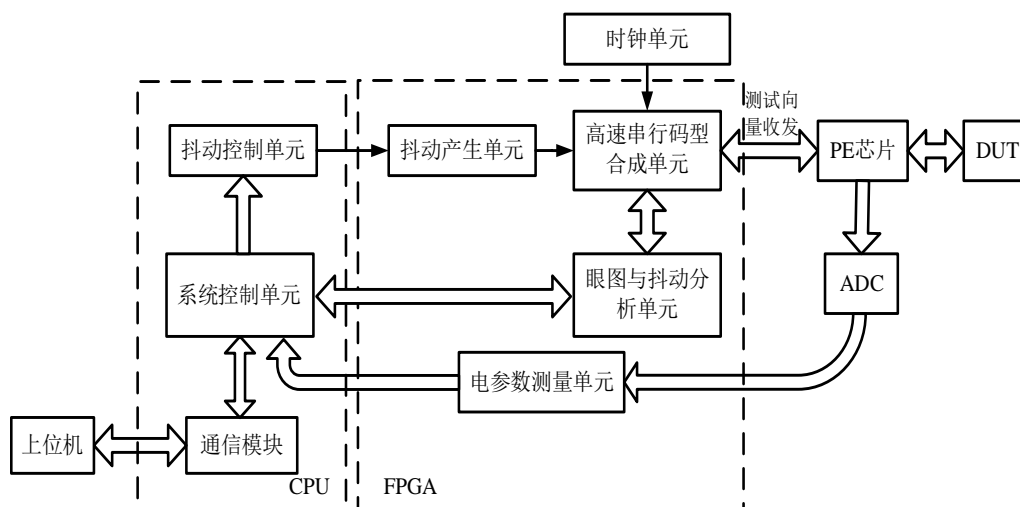 时钟单元
测试向
量收发
抖动控制单元
抖动产生单元
高速串行码型
合成单元
PE芯片
DUT
系统控制单元
眼图与抖动分
析单元
ADC
电参数测量单元
上位机
通信模块
CPU
FPGA